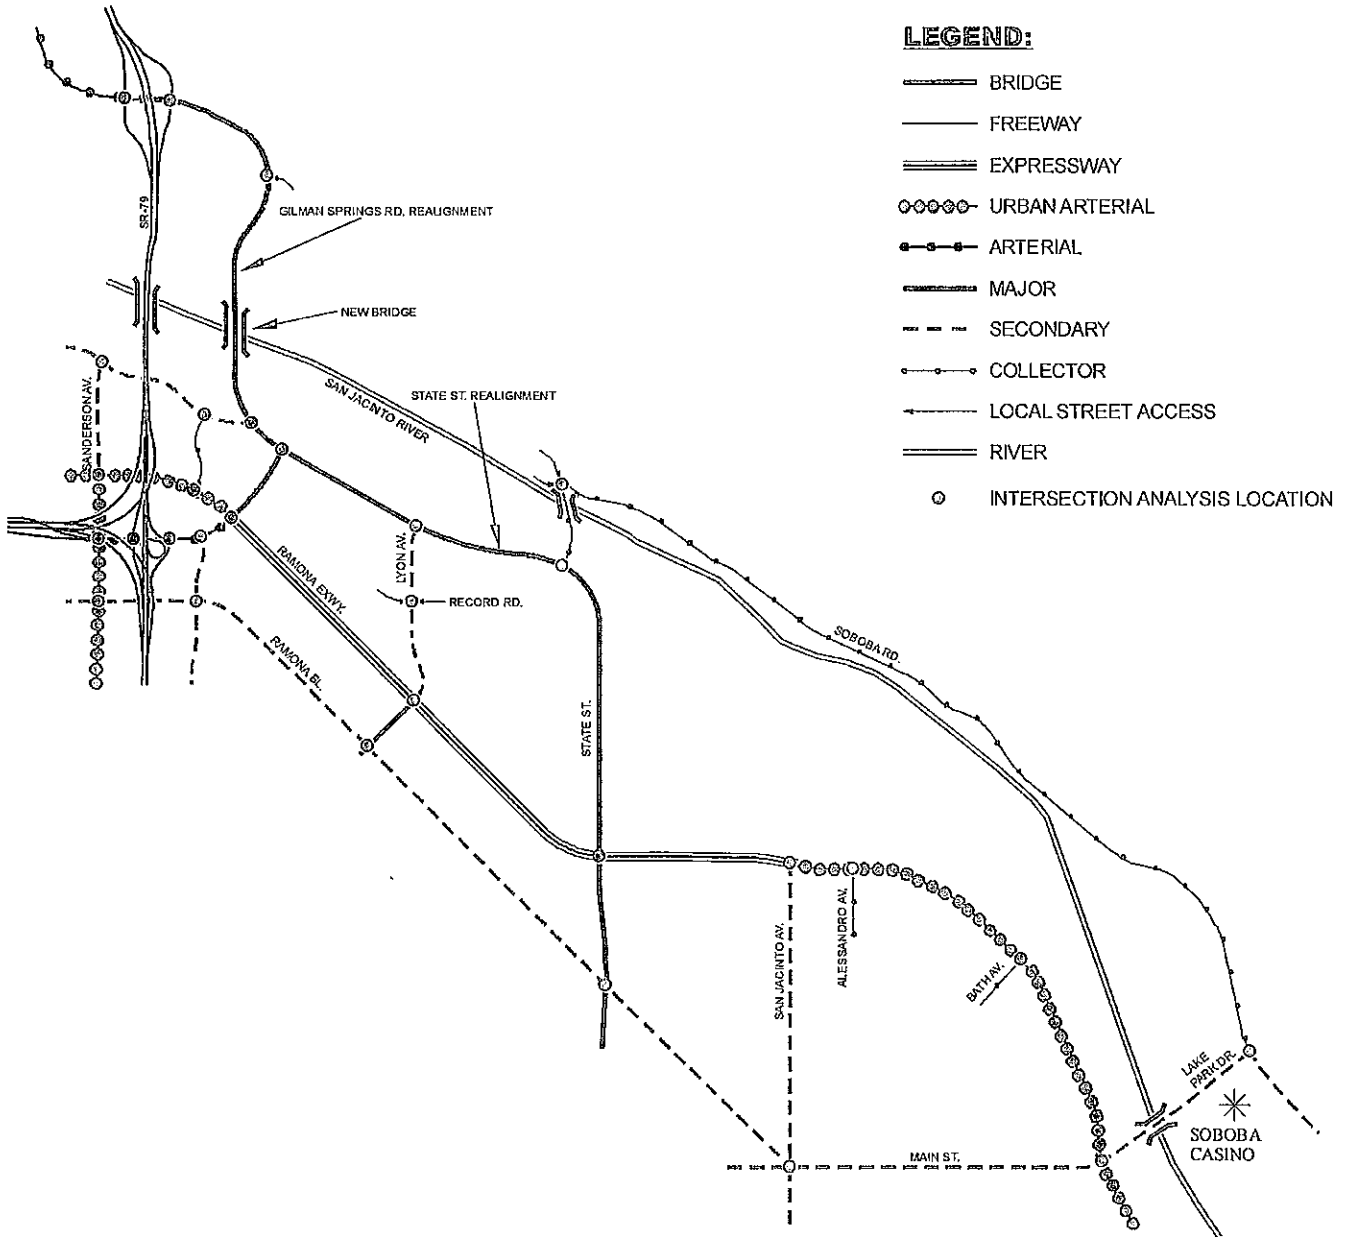 LEGEND:
BRIDGE
FREEWAY
EXPRESSWAY
URBAN ARTERIAL
ARTERIAL
MAJOR
SECONDARY
COLLECTOR
LOCAL STREET ACCESS
RIVER
INTERSECTION ANALYSIS LOCATION
SR-79
GILMAN SPRINGS RD. REALIGNMENT
NEW BRIDGE
SAN JACINTO RIVER
STATE ST. REALIGNMENT
SANDERSON AV.
LYON AV.
RAMONA EXWY.
RECORD RD.
RAMONA BL.
SOBOBA RD.
STATE ST.
SAN JACINTO AV.
ALESSANDRO AV.
BATH AV.
LAKE
PARK DR.
SOBOBA
CASINO
MAIN ST.